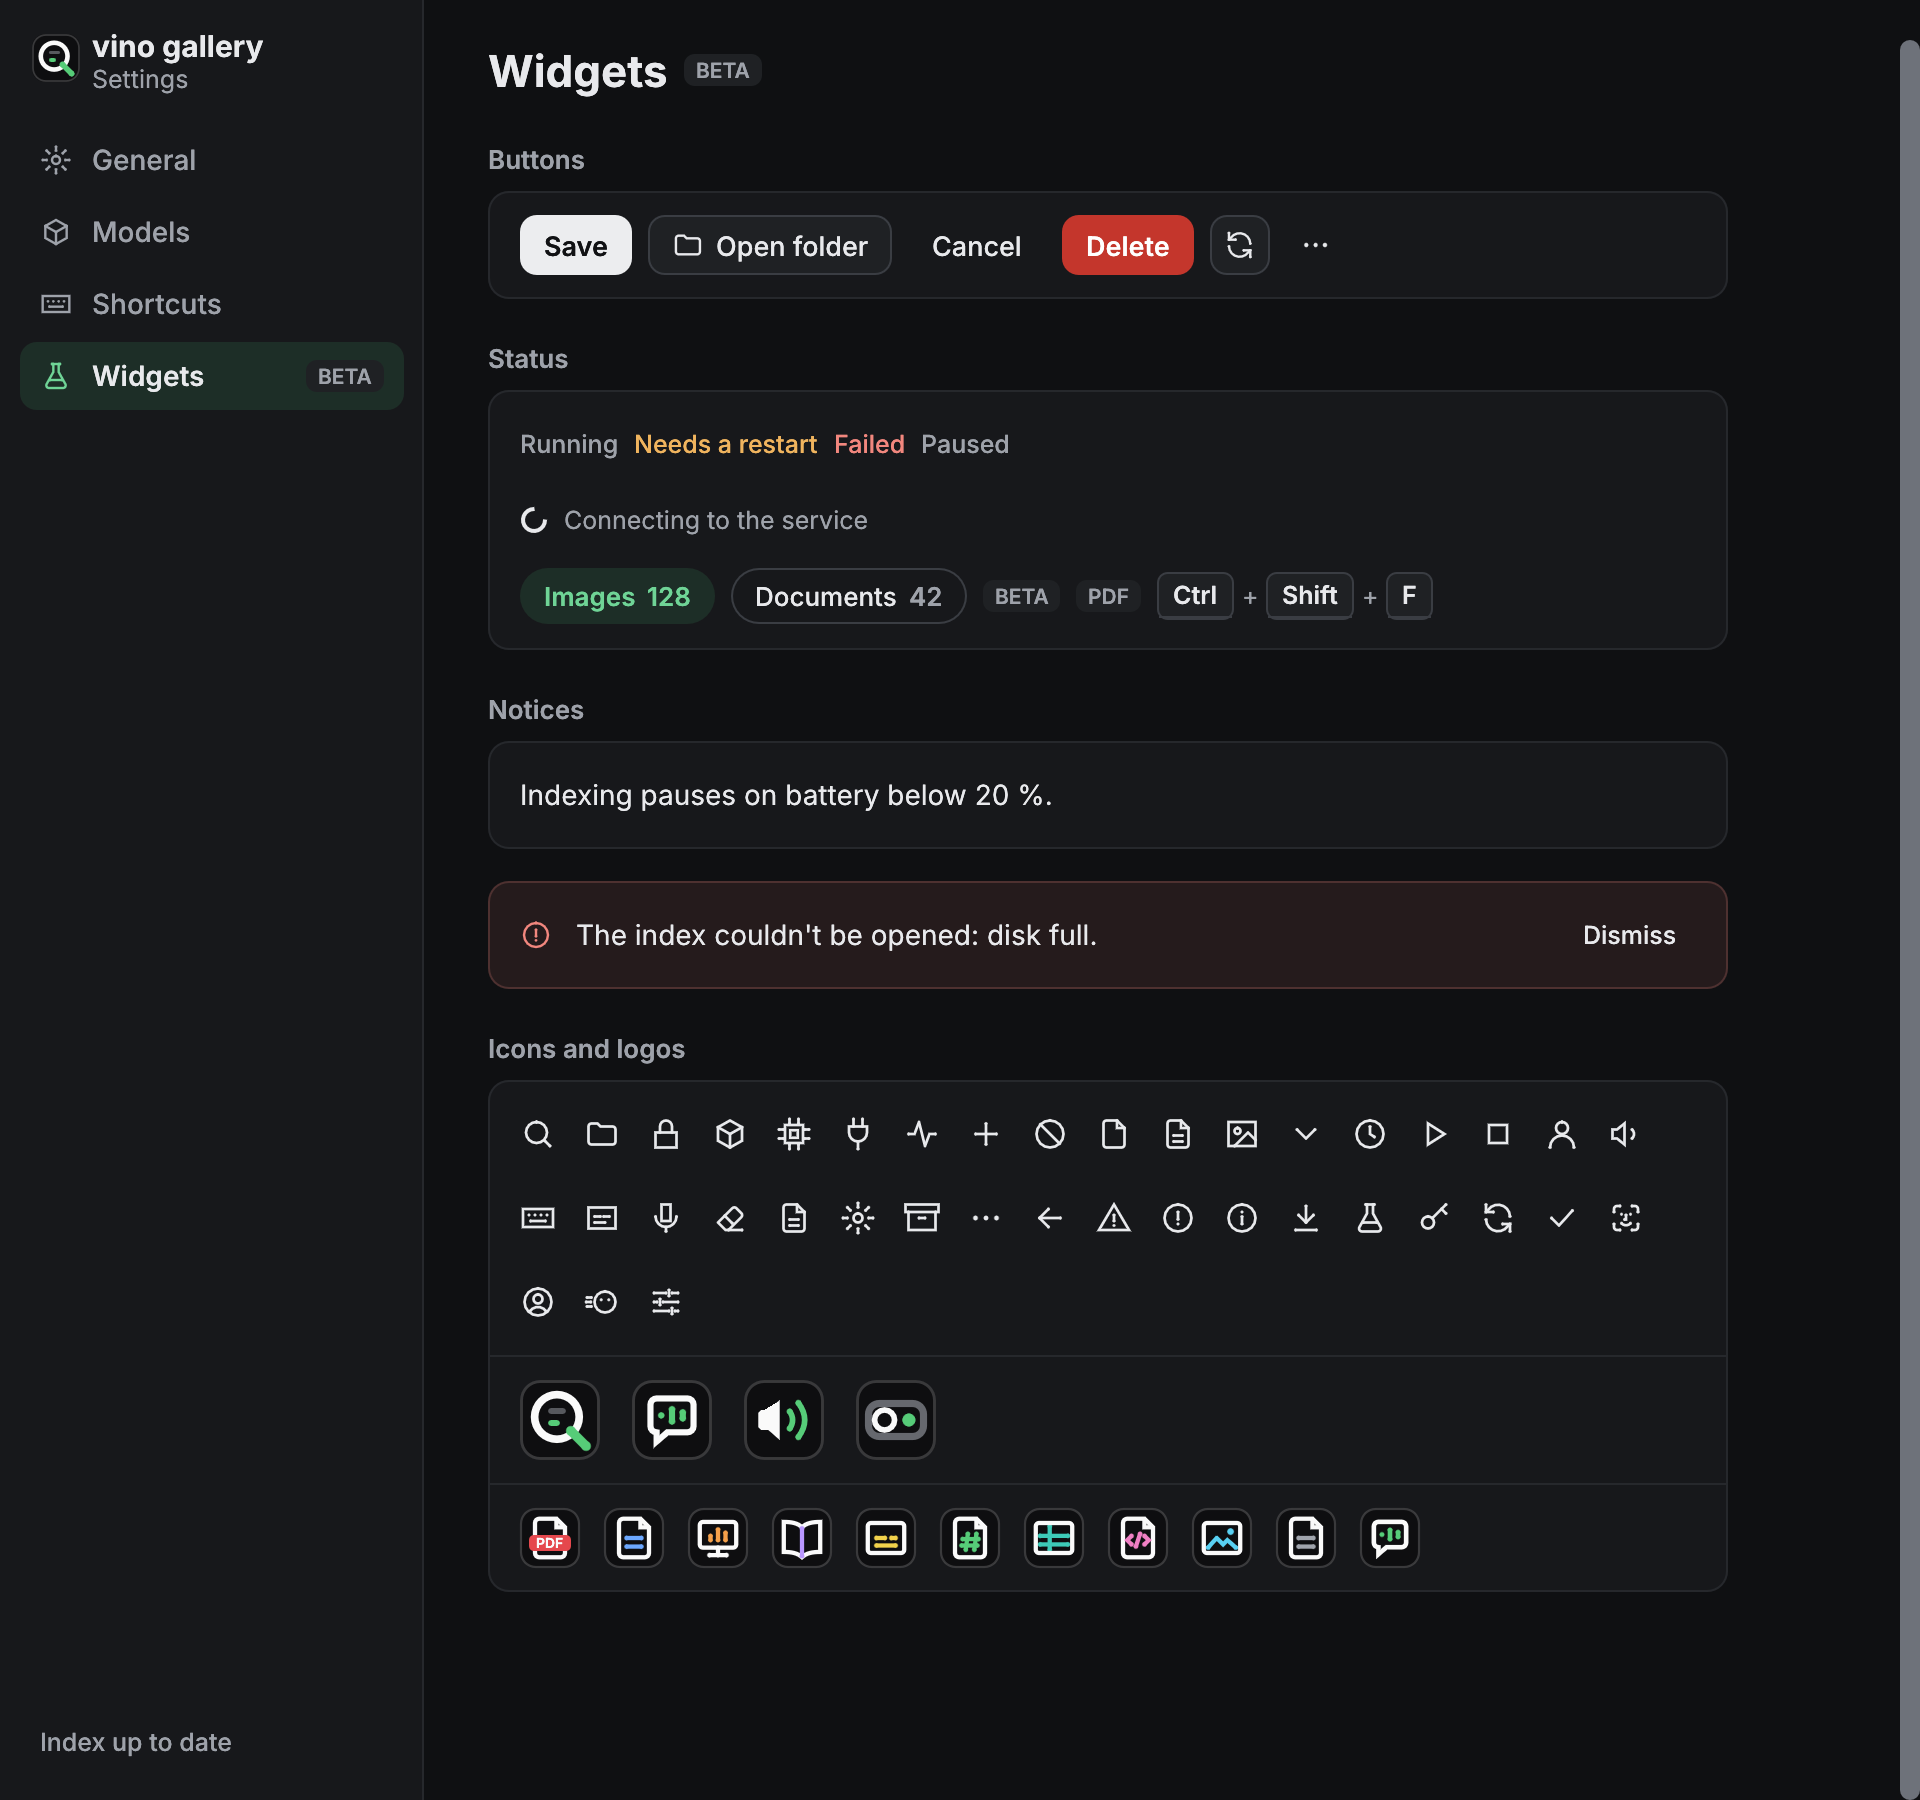 vino gallery
Settings
General
Models
Shortcuts
Widgets BETA
Index up to date
Widgets BETA
Buttons
Save Open folder Cancel Delete
Status
Running Needs a restart Failed Paused
Connecting to the service
Images 128 Documents 42 BETA PDF Ctrl + Shift + F
Notices
Indexing pauses on battery below 20 %.
The index couldn't be opened: disk full. Dismiss
Icons and logos
PDF